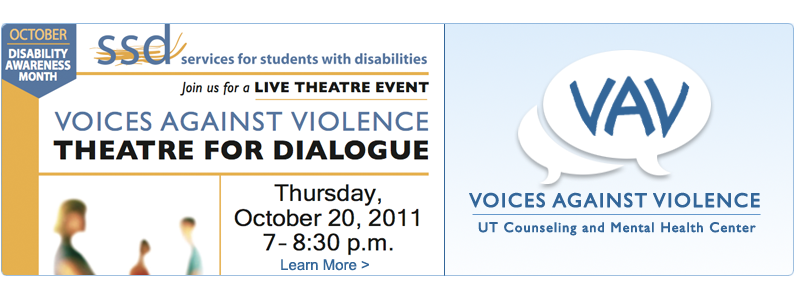 OCTOBER
DISABILITY
AWARENESS
MONTH
ssd services for students with disabilities
Join us for a LIVE THEATRE EVENT
VOICES AGAINST VIOLENCE
THEATRE FOR DIALOGUE
Thursday,
October 20, 2011
7–8:30 p.m.
Learn More >
VAV
VOICES AGAINST VIOLENCE
UT Counseling and Mental Health Center